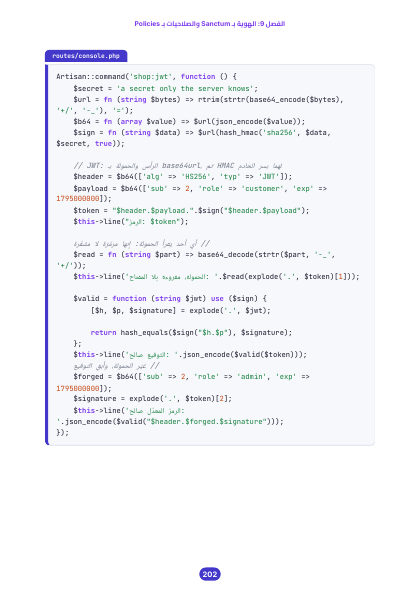 الفصل 9: الهوية بـ Sanctum والصلاحيات بـ Policies
routes/console.php
Artisan::command('shop:jwt', function () {
$secret = 'a secret only the server knows';
$url = fn (string $bytes) => rtrim(strtr(base64_encode($bytes),
'+/', '-_'), '=');
$b64 = fn (array $value) => $url(json_encode($value));
$sign = fn (string $data) => $url(hash_hmac('sha256', $data,
$secret, true));
// JWT: الرأس والحمولة بـ base64url، ثم HMAC لهما بسر الخادم
$header = $b64(['alg' => 'HS256', 'typ' => 'JWT']);
$payload = $b64(['sub' => 2, 'role' => 'customer', 'exp' =>
1795000000]);
$token = "$header.$payload.".$sign("$header.$payload");
$this->line("الرمز: $token");
// أي أحد يقرأ الحمولة: إنها مرمّزة لا مشفّرة
$read = fn (string $part) => base64_decode(strtr($part, '-_',
'+/'));
$this->line('الحمولة، مقروءة بلا المفتاح: '.$read(explode('.', $token)[1]));
$valid = function (string $jwt) use ($sign) {
[$h, $p, $signature] = explode('.', $jwt);
return hash_equals($sign("$h.$p"), $signature);
};
$this->line('التوقيع صالح: '.json_encode($valid($token)));
// غيّر الحمولة، وأبقِ التوقيع
$forged = $b64(['sub' => 2, 'role' => 'admin', 'exp' =>
1795000000]);
$signature = explode('.', $token)[2];
$this->line('الرمز المعدّل صالح:
'.json_encode($valid("$header.$forged.$signature")));
});
202